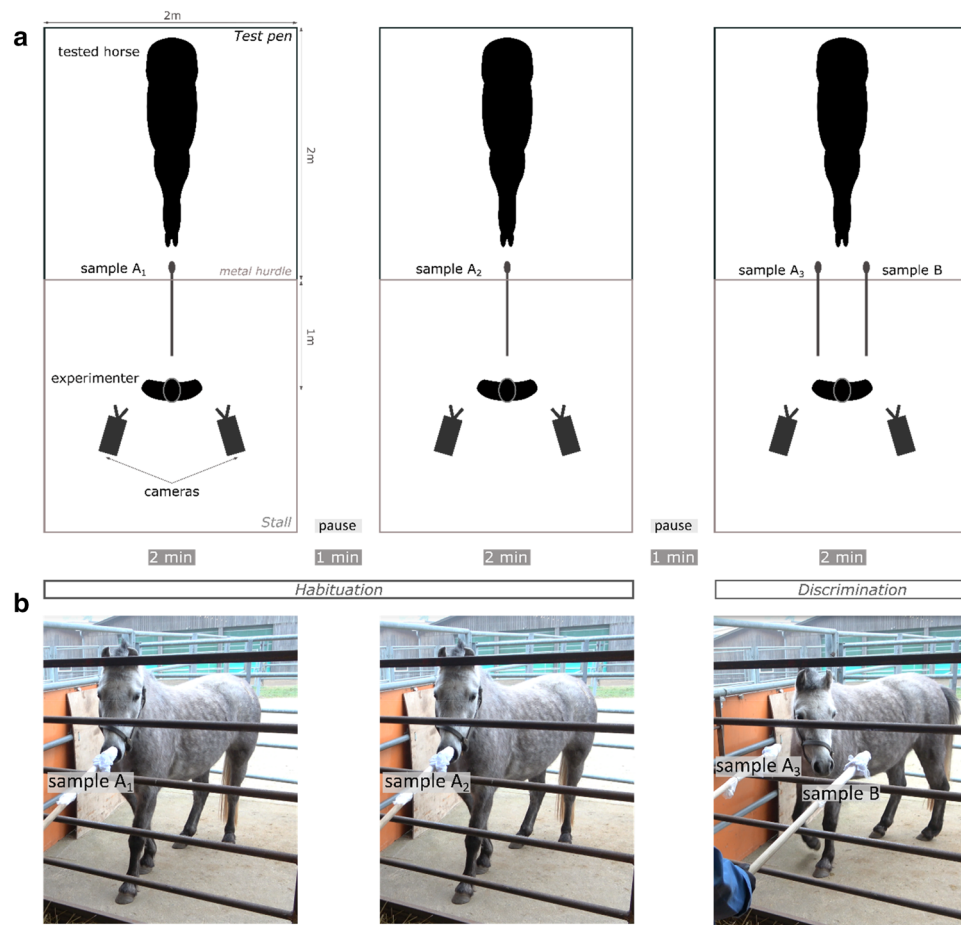 a
2m
Test pen
tested horse
2m
sample A₁
metal hurdle
sample A₂
sample A₃
sample B
1m
experimenter
cameras
Stall
pause
pause
2 min
1 min
2 min
1 min
2 min
b
Habituation
Discrimination
sample A₁
sample A₂
sample A₃
sample B